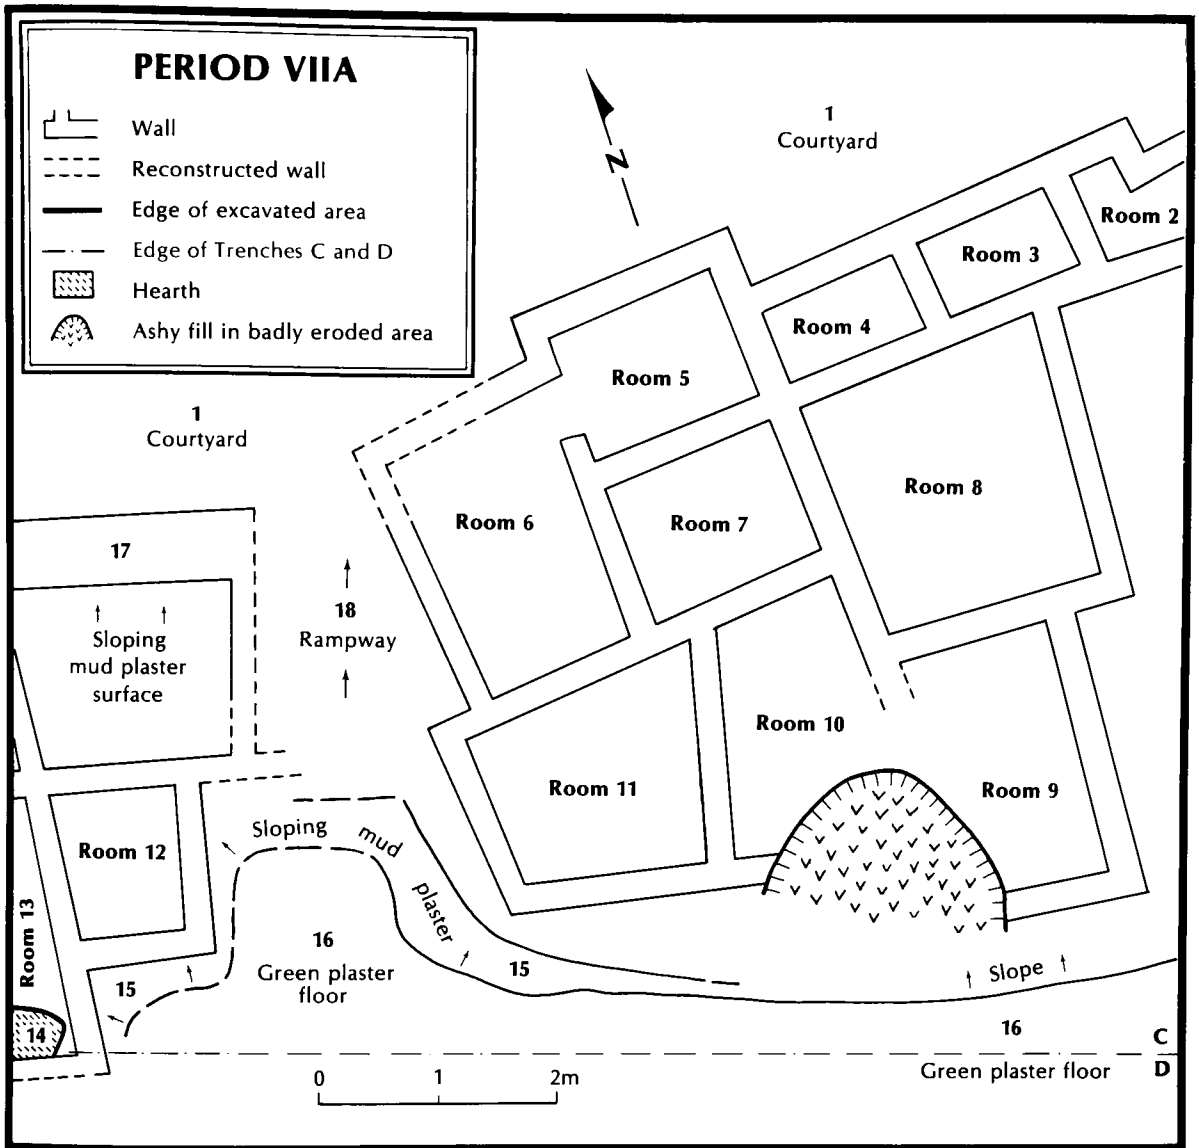 PERIOD VIIA
Wall
Reconstructed wall
Edge of excavated area
Edge of Trenches C and D
Hearth
Ashy fill in badly eroded area
N
1
Courtyard
Room 2
Room 3
Room 4
Room 5
1
Courtyard
Room 6
Room 7
Room 8
17
18
Rampway
Sloping
mud plaster
surface
Room 10
Room 11
Room 9
Room 12
Sloping
mud
plaster
Room 13
16
Green plaster
floor
15
15
Slope
14
16
C
Green plaster floor
D
0 1 2m